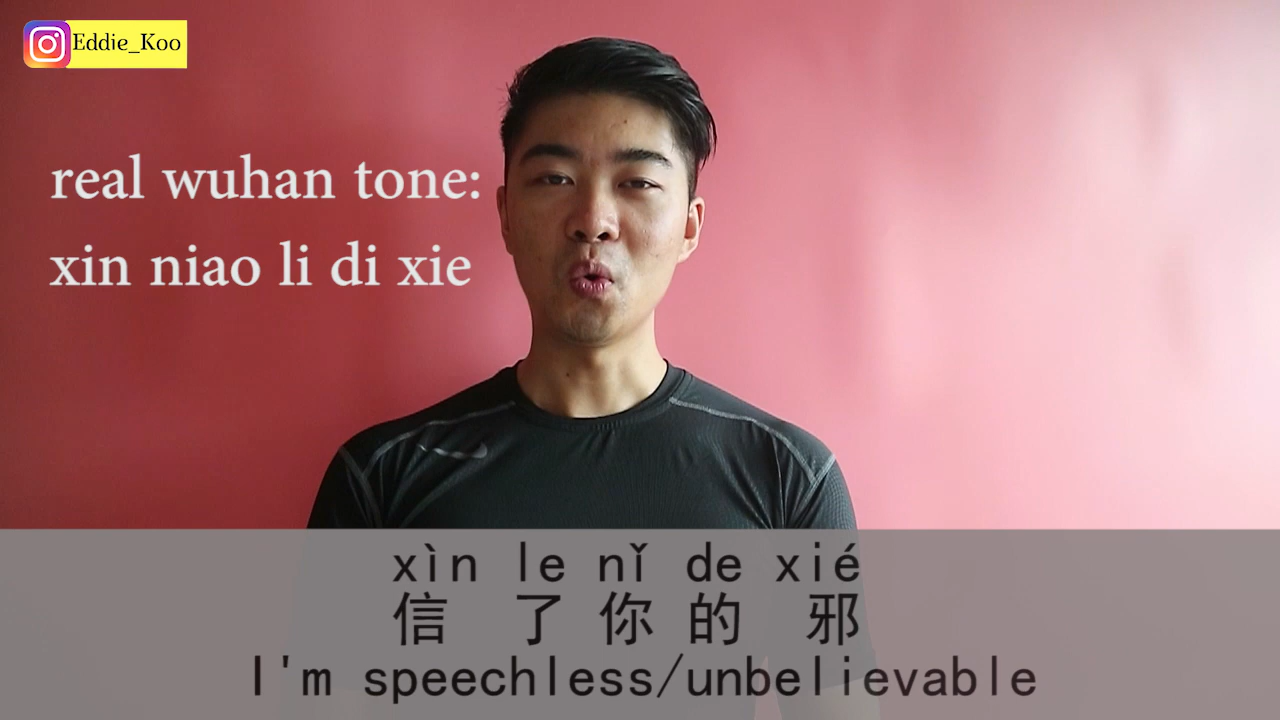 Eddie_Koo
real wuhan tone:
xin niao li di xie
xìn le nǐ de xié
信 了 你 的 邪
I'm speechless/unbelievable